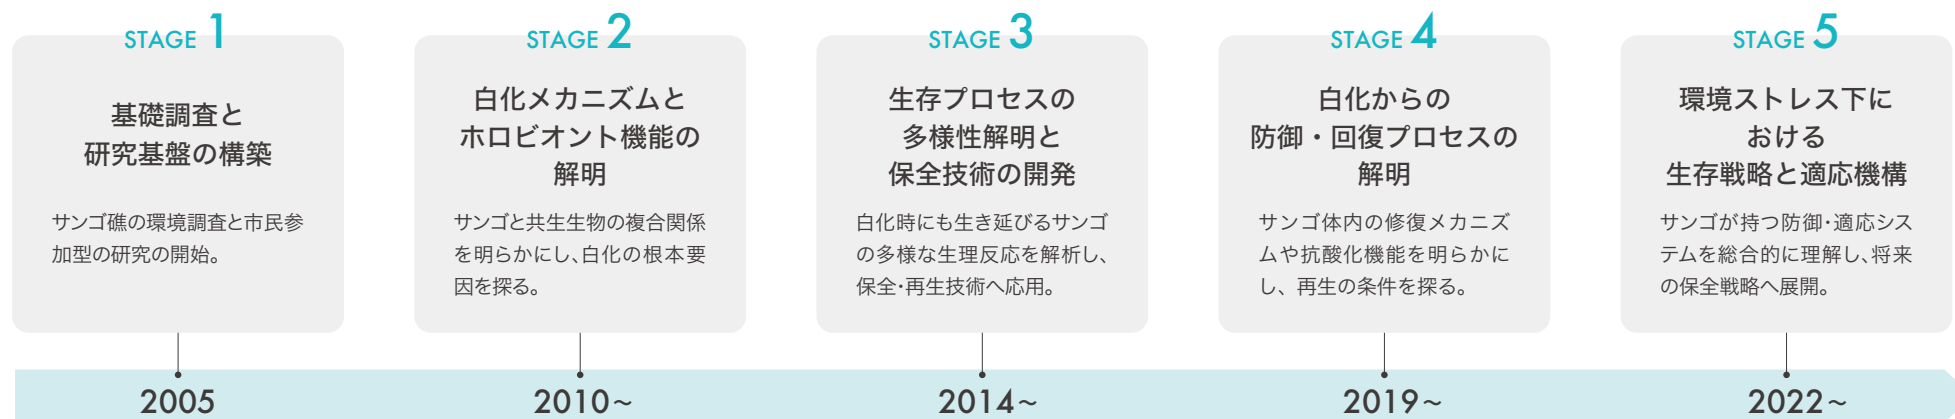 STAGE 1
基礎調査と
研究基盤の構築
サンゴ礁の環境調査と市民参
加型の研究の開始。
2005
STAGE 2
白化メカニズムと
ホロビオント機能の
解明
サンゴと共生生物の複合関係
を明らかにし、白化の根本要
因を探る。
2010~
STAGE 3
生存プロセスの
多様性解明と
保全技術の開発
白化時にも生き延びるサンゴ
の多様な生理反応を解析し、
保全・再生技術へ応用。
2014~
STAGE 4
白化からの
防御・回復プロセスの
解明
サンゴ体内の修復メカニズ
ムや抗酸化機能を明らかに
し、再生の条件を探る。
2019~
STAGE 5
環境ストレス下に
おける
生存戦略と適応機構
サンゴが持つ防御・適応シス
テムを総合的に理解し、将来
の保全戦略へ展開。
2022~